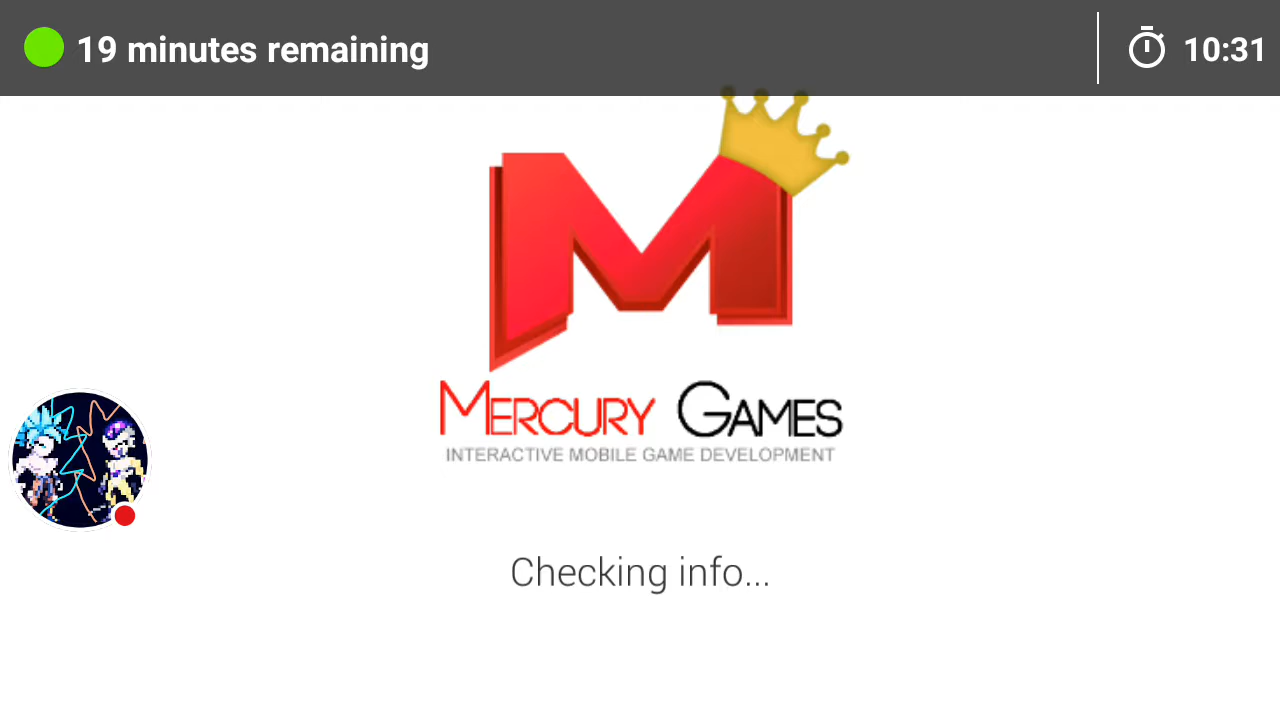 19 minutes remaining
10:31
MERCURY GAMES
INTERACTIVE MOBILE GAME DEVELOPMENT
Checking info...